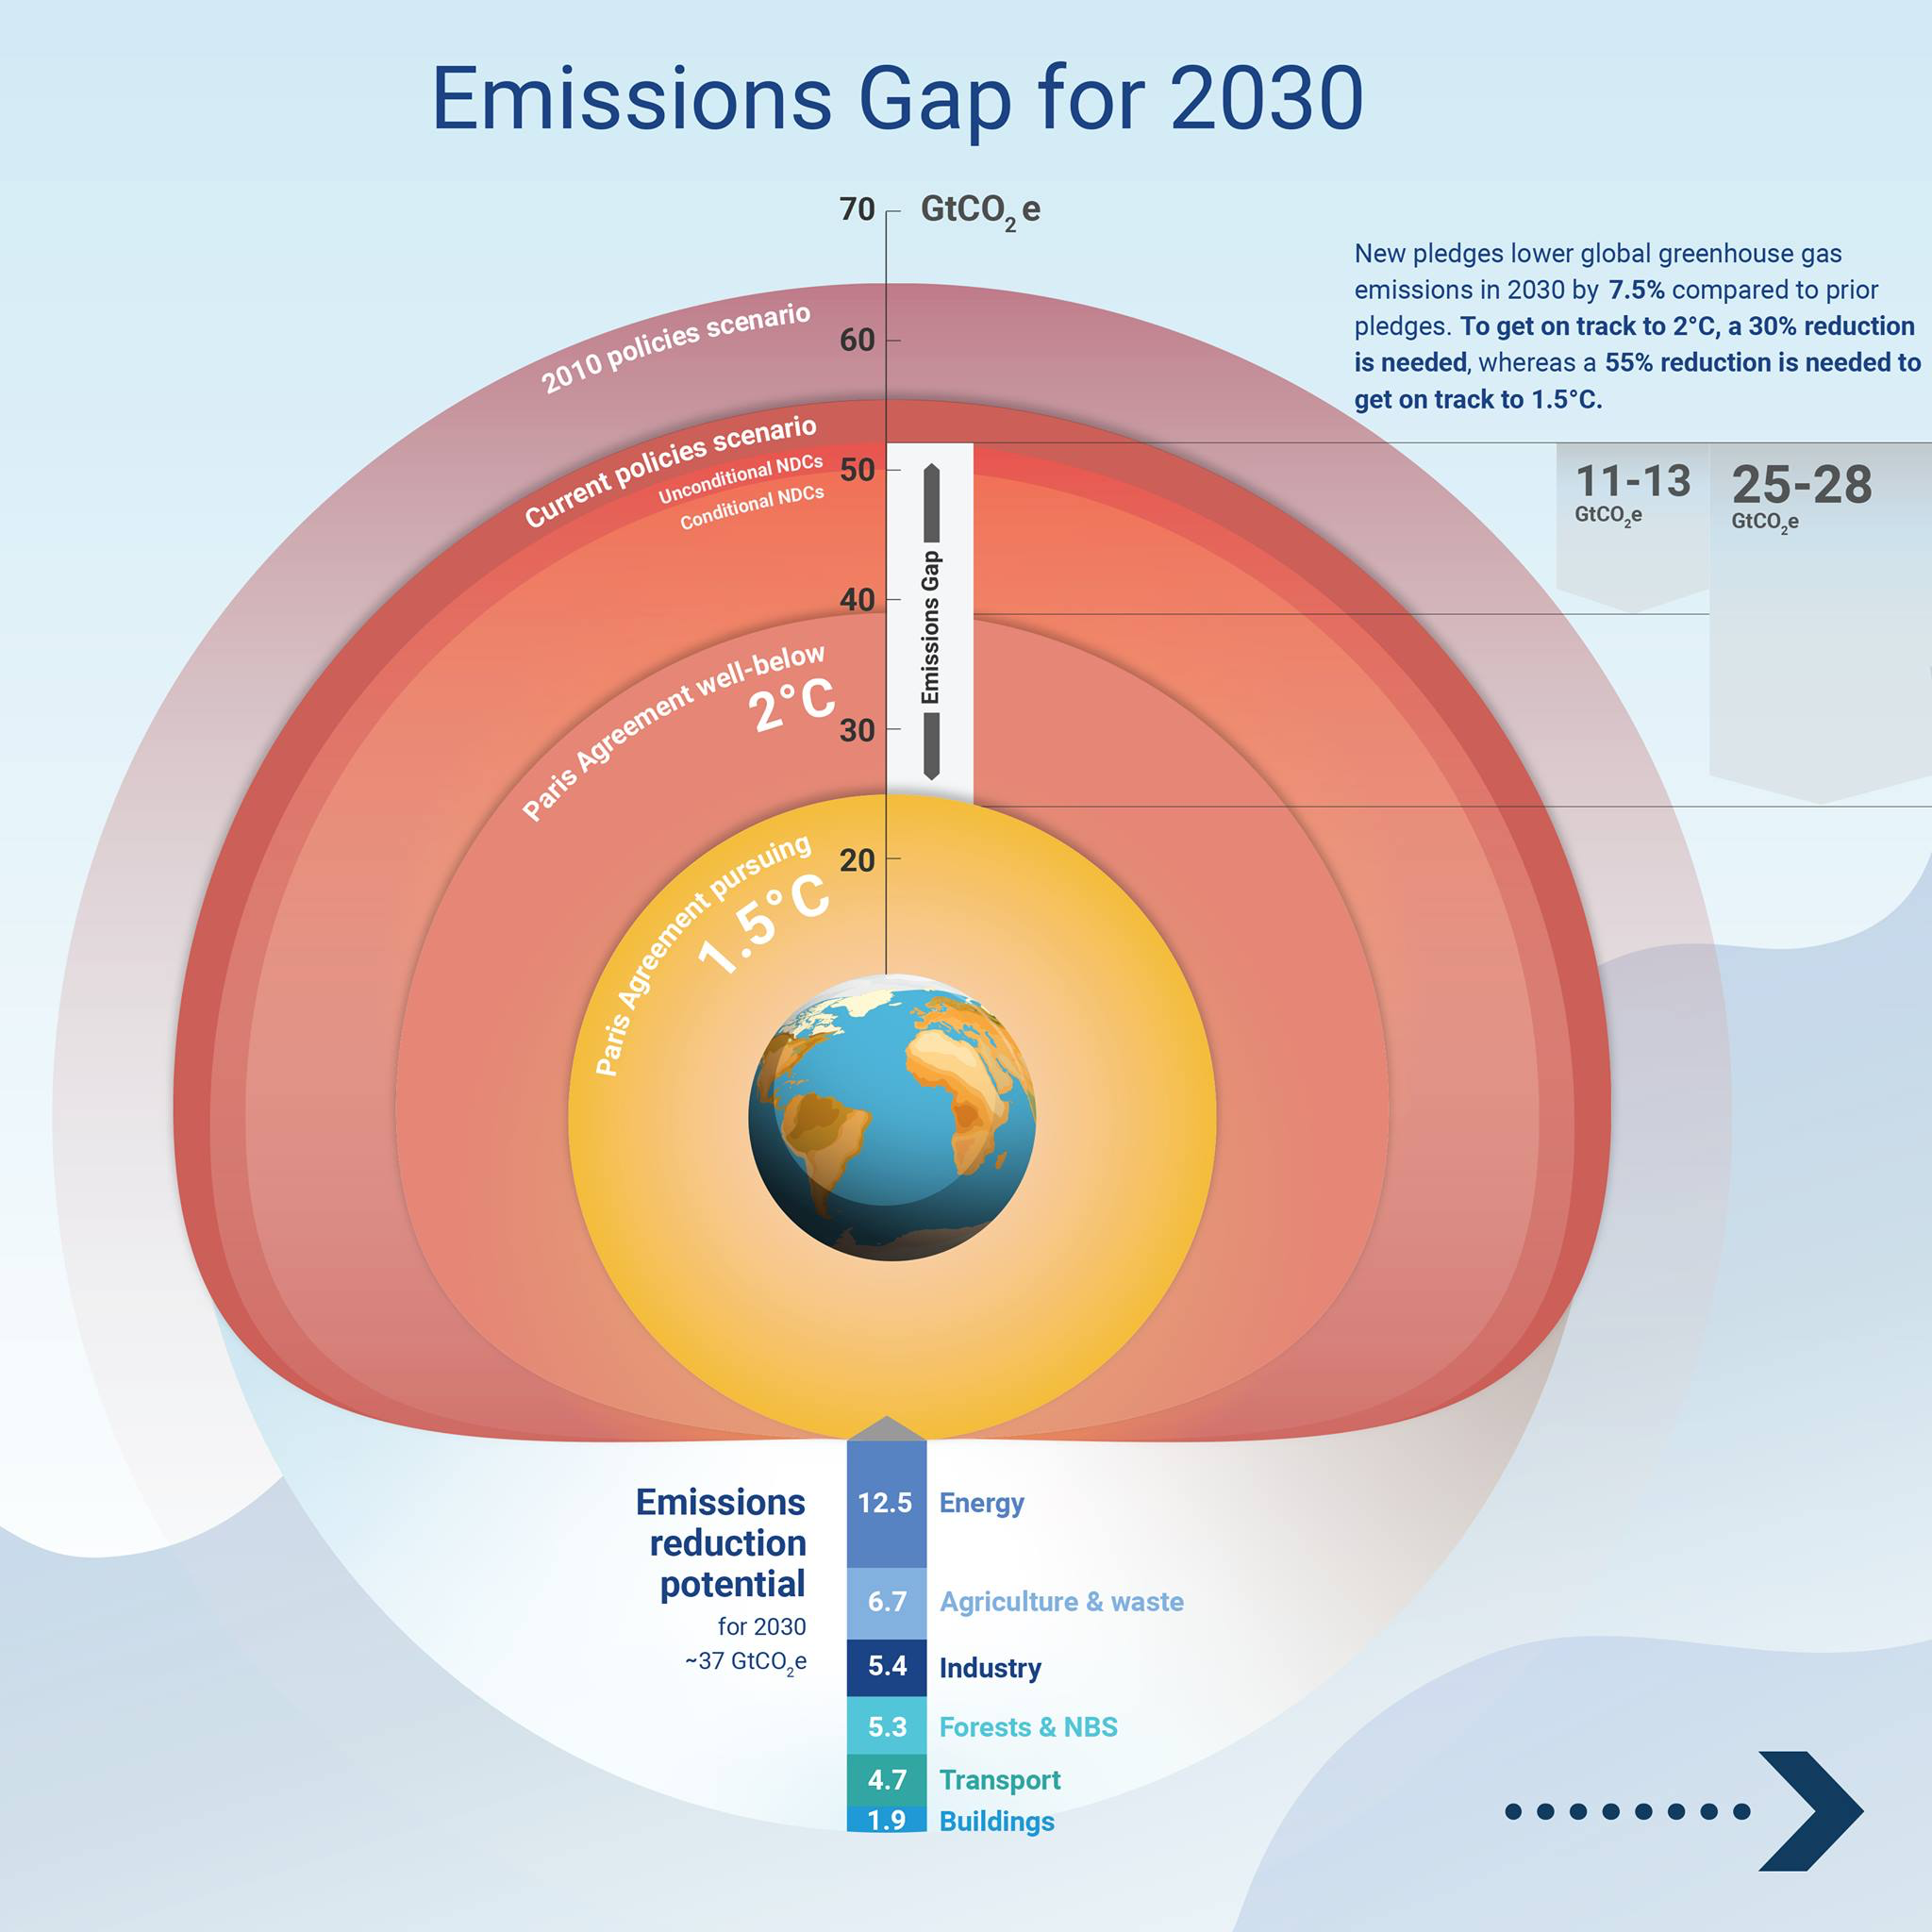 Emissions Gap for 2030
70 GtCO₂e
New pledges lower global greenhouse gas
emissions in 2030 by 7.5% compared to prior
pledges. To get on track to 2°C, a 30% reduction
is needed, whereas a 55% reduction is needed to
get on track to 1.5°C.
2010 policies scenario
60
Current policies scenario
Unconditional NDCs
Conditional NDCs
50
11-13
GtCO₂e
25-28
GtCO₂e
Emissions Gap
40
Paris Agreement well-below
2°C
30
Paris Agreement pursuing
1.5°C
20
Emissions
reduction
potential
for 2030
~37 GtCO₂e
12.5 Energy
6.7 Agriculture & waste
5.4 Industry
5.3 Forests & NBS
4.7 Transport
1.9 Buildings